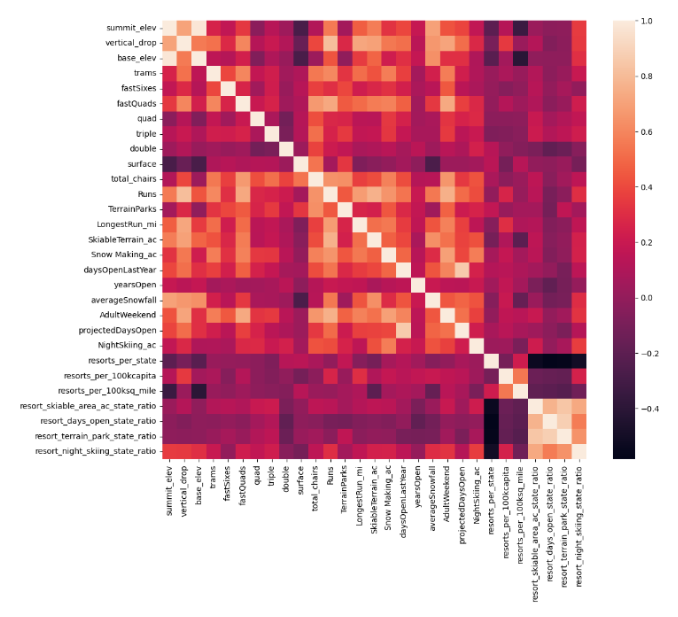 summit_elev
vertical_drop
base_elev
trams
fastSixes
fastQuads
quad
triple
double
surface
total_chairs
Runs
TerrainParks
LongestRun_mi
SkiableTerrain_ac
Snow Making_ac
daysOpenLastYear
yearsOpen
averageSnowfall
AdultWeekend
projectedDaysOpen
NightSkiing_ac
resorts_per_state
resorts_per_100kcapita
resorts_per_100ksq_mile
resort_skiable_area_ac_state_ratio
resort_days_open_state_ratio
resort_terrain_park_state_ratio
resort_night_skiing_state_ratio
summit_elev
vertical_drop
base_elev
trams
fastSixes
fastQuads
quad
triple
double
surface
total_chairs
Runs
TerrainParks
LongestRun_mi
SkiableTerrain_ac
Snow Making_ac
daysOpenLastYear
yearsOpen
averageSnowfall
AdultWeekend
projectedDaysOpen
NightSkiing_ac
resorts_per_state
resorts_per_100kcapita
resorts_per_100ksq_mile
resort_skiable_area_ac_state_ratio
resort_days_open_state_ratio
resort_terrain_park_state_ratio
resort_night_skiing_state_ratio
1.0
0.8
0.6
0.4
0.2
0.0
−0.2
−0.4